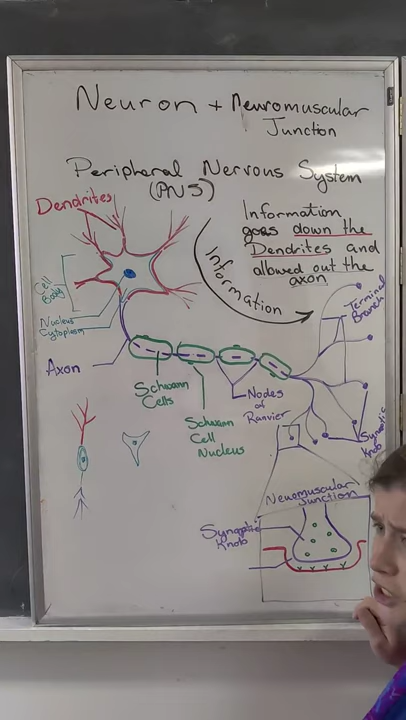 Neuron + Neuromuscular
Junction
Peripheral Nervous System
(PNS)
Dendrites
Information
goes down the
Dendrites and
allowed out the
axon
Information
Cell
Body
Nucleus
Cytoplasm
Axon
Terminal
Branch
Schwann
Cells
Schwann
Cell
Nucleus
Nodes
of
Ranvier
Synaptic
Knob
Neuromuscular
Junction
Synaptic
Knob